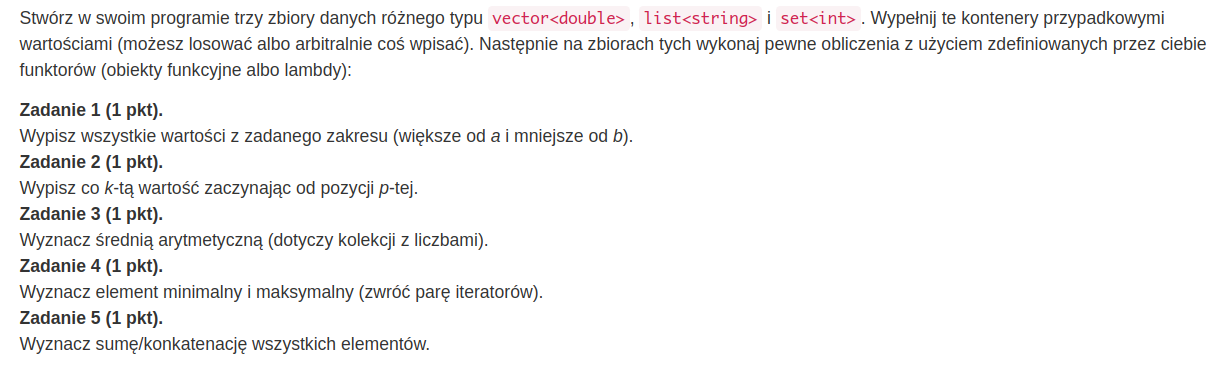 Stwórz w swoim programie trzy zbiory danych różnego typu vector<double>, list<string> i set<int>. Wypełnij te kontenery przypadkowymi
wartościami (możesz losować albo arbitralnie coś wpisać). Następnie na zbiorach tych wykonaj pewne obliczenia z użyciem zdefiniowanych przez ciebie
funktorów (obiekty funkcyjne albo lambdy):
Zadanie 1 (1 pkt).
Wypisz wszystkie wartości z zadanego zakresu (większe od a i mniejsze od b).
Zadanie 2 (1 pkt).
Wypisz co k-tą wartość zaczynając od pozycji p-tej.
Zadanie 3 (1 pkt).
Wyznacz średnią arytmetyczną (dotyczy kolekcji z liczbami).
Zadanie 4 (1 pkt).
Wyznacz element minimalny i maksymalny (zwróć parę iteratorów).
Zadanie 5 (1 pkt).
Wyznacz sumę/konkatenację wszystkich elementów.